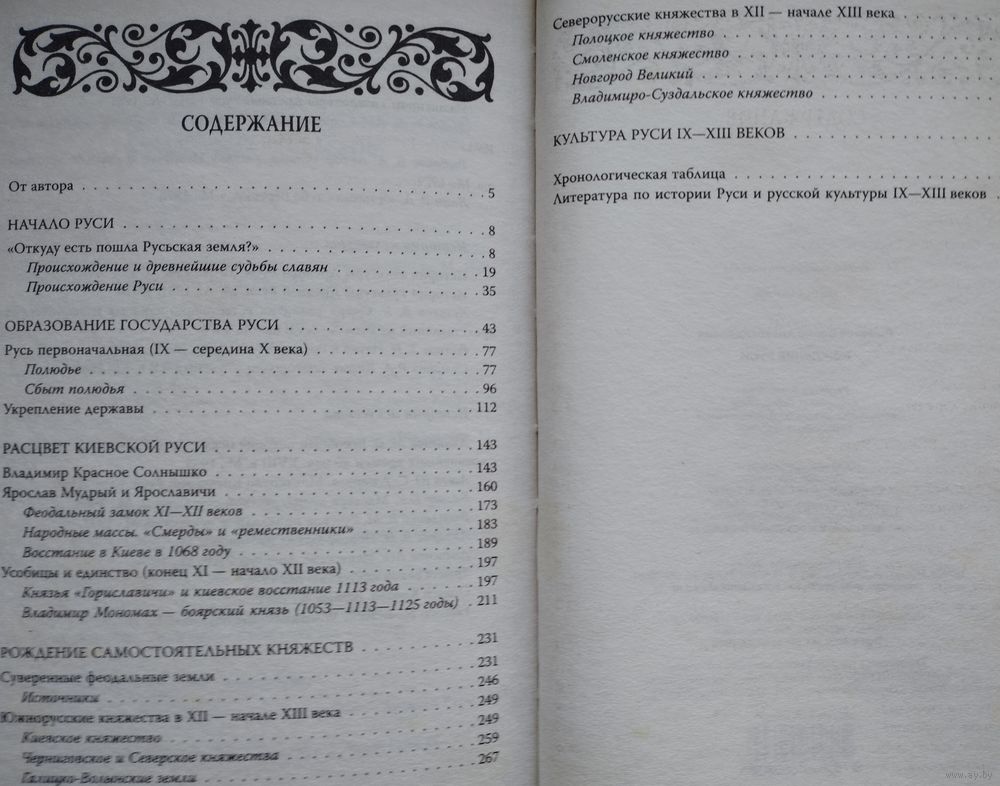 СОДЕРЖАНИЕ
От автора . . . . . . . . . . . . . . . . . . . . . . . . . . . . 5
НАЧАЛО РУСИ . . . . . . . . . . . . . . . . . . . . . . . . . 8
«Откуду есть пошла Русьская земля?» . . . . . . . . . . . . . . 8
Происхождение и древнейшие судьбы славян . . . . . . . . . . 19
Происхождение Руси . . . . . . . . . . . . . . . . . . . . . . 35
ОБРАЗОВАНИЕ ГОСУДАРСТВА РУСИ . . . . . . . . . . . . . . 43
Русь первоначальная (IX — середина X века) . . . . . . . . . . . 77
Полюдье . . . . . . . . . . . . . . . . . . . . . . . . . . . 77
Сбыт полюдья . . . . . . . . . . . . . . . . . . . . . . . . 96
Укрепление державы . . . . . . . . . . . . . . . . . . . . . . 112
РАСЦВЕТ КИЕВСКОЙ РУСИ . . . . . . . . . . . . . . . . . . . 143
Владимир Красное Солнышко . . . . . . . . . . . . . . . . . . 143
Ярослав Мудрый и Ярославичи . . . . . . . . . . . . . . . . . 160
Феодальный замок XI—XII веков . . . . . . . . . . . . . . . 173
Народные массы. «Смерды» и «ремественники» . . . . . . . . 183
Восстание в Киеве в 1068 году . . . . . . . . . . . . . . . . 189
Усобицы и единство (конец XI — начало XII века) . . . . . . . . 197
Князья «Гориславичи» и киевское восстание 1113 года . . . . . 197
Владимир Мономах — боярский князь (1053—1113—1125 годы) . 211
РОЖДЕНИЕ САМОСТОЯТЕЛЬНЫХ КНЯЖЕСТВ . . . . . . . . . 231
Суверенные феодальные земли . . . . . . . . . . . . . . . . . 231
Источники . . . . . . . . . . . . . . . . . . . . . . . . . . 246
Южнорусские княжества в XII — начале XIII века . . . . . . . . 249
Киевское княжество . . . . . . . . . . . . . . . . . . . . . . 249
Черниговское и Северское княжества . . . . . . . . . . . . . 259
Галицко-Волынские земли . . . . . . . . . . . . . . . . . . . 267
Северорусские княжества в XII — начале XIII века . . . . . . .
Полоцкое княжество . . . . . . . . . . . . . . . . . .
Смоленское княжество . . . . . . . . . . . . . . . . .
Новгород Великий . . . . . . . . . . . . . . . . . . .
Владимиро-Суздальское княжество . . . . . . . . . . . .
КУЛЬТУРА РУСИ IX—XIII ВЕКОВ . . . . . . . . . . . . .
Хронологическая таблица . . . . . . . . . . . . . . . . .
Литература по истории Руси и русской культуры IX—XIII веков .
www.ay.by